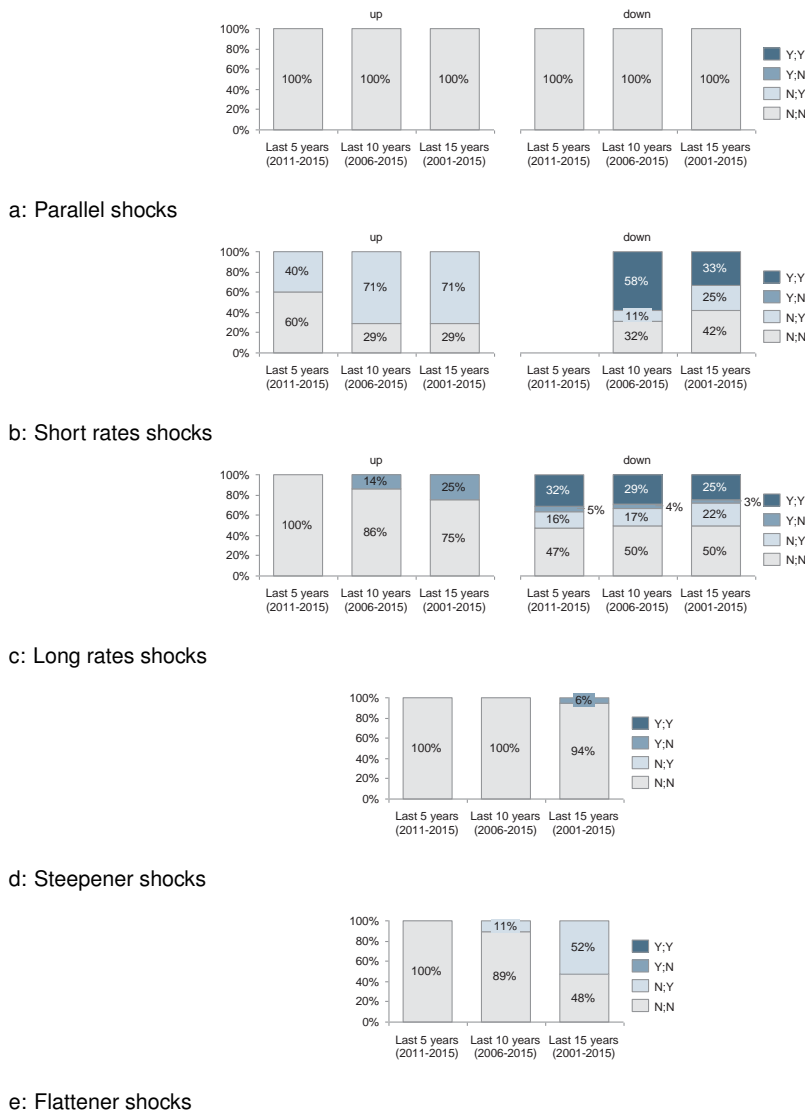 up down
100%
80%
60%
40%
20%
0%
100% 100% 100% 100% 100% 100%
Y;Y
Y;N
N;Y
N;N
Last 5 years Last 10 years Last 15 years Last 5 years Last 10 years Last 15 years
(2011-2015) (2006-2015) (2001-2015) (2011-2015) (2006-2015) (2001-2015)
a: Parallel shocks
up down
100%
80%
60%
40%
20%
0%
40% 71% 71% 58% 33%
11% 25%
60% 29% 29% 32% 42%
Y;Y
Y;N
N;Y
N;N
Last 5 years Last 10 years Last 15 years Last 5 years Last 10 years Last 15 years
(2011-2015) (2006-2015) (2001-2015) (2011-2015) (2006-2015) (2001-2015)
b: Short rates shocks
up down
100%
80%
60%
40%
20%
0%
14% 25% 32% 29% 25%
5% 4% 3%
16% 17% 22%
100% 86% 75% 47% 50% 50%
Y;Y
Y;N
N;Y
N;N
Last 5 years Last 10 years Last 15 years Last 5 years Last 10 years Last 15 years
(2011-2015) (2006-2015) (2001-2015) (2011-2015) (2006-2015) (2001-2015)
c: Long rates shocks
100%
80%
60%
40%
20%
0%
6%
100% 100% 94%
Y;Y
Y;N
N;Y
N;N
Last 5 years Last 10 years Last 15 years
(2011-2015) (2006-2015) (2001-2015)
d: Steepener shocks
100%
80%
60%
40%
20%
0%
11% 52%
100% 89% 48%
Y;Y
Y;N
N;Y
N;N
Last 5 years Last 10 years Last 15 years
(2011-2015) (2006-2015) (2001-2015)
e: Flattener shocks